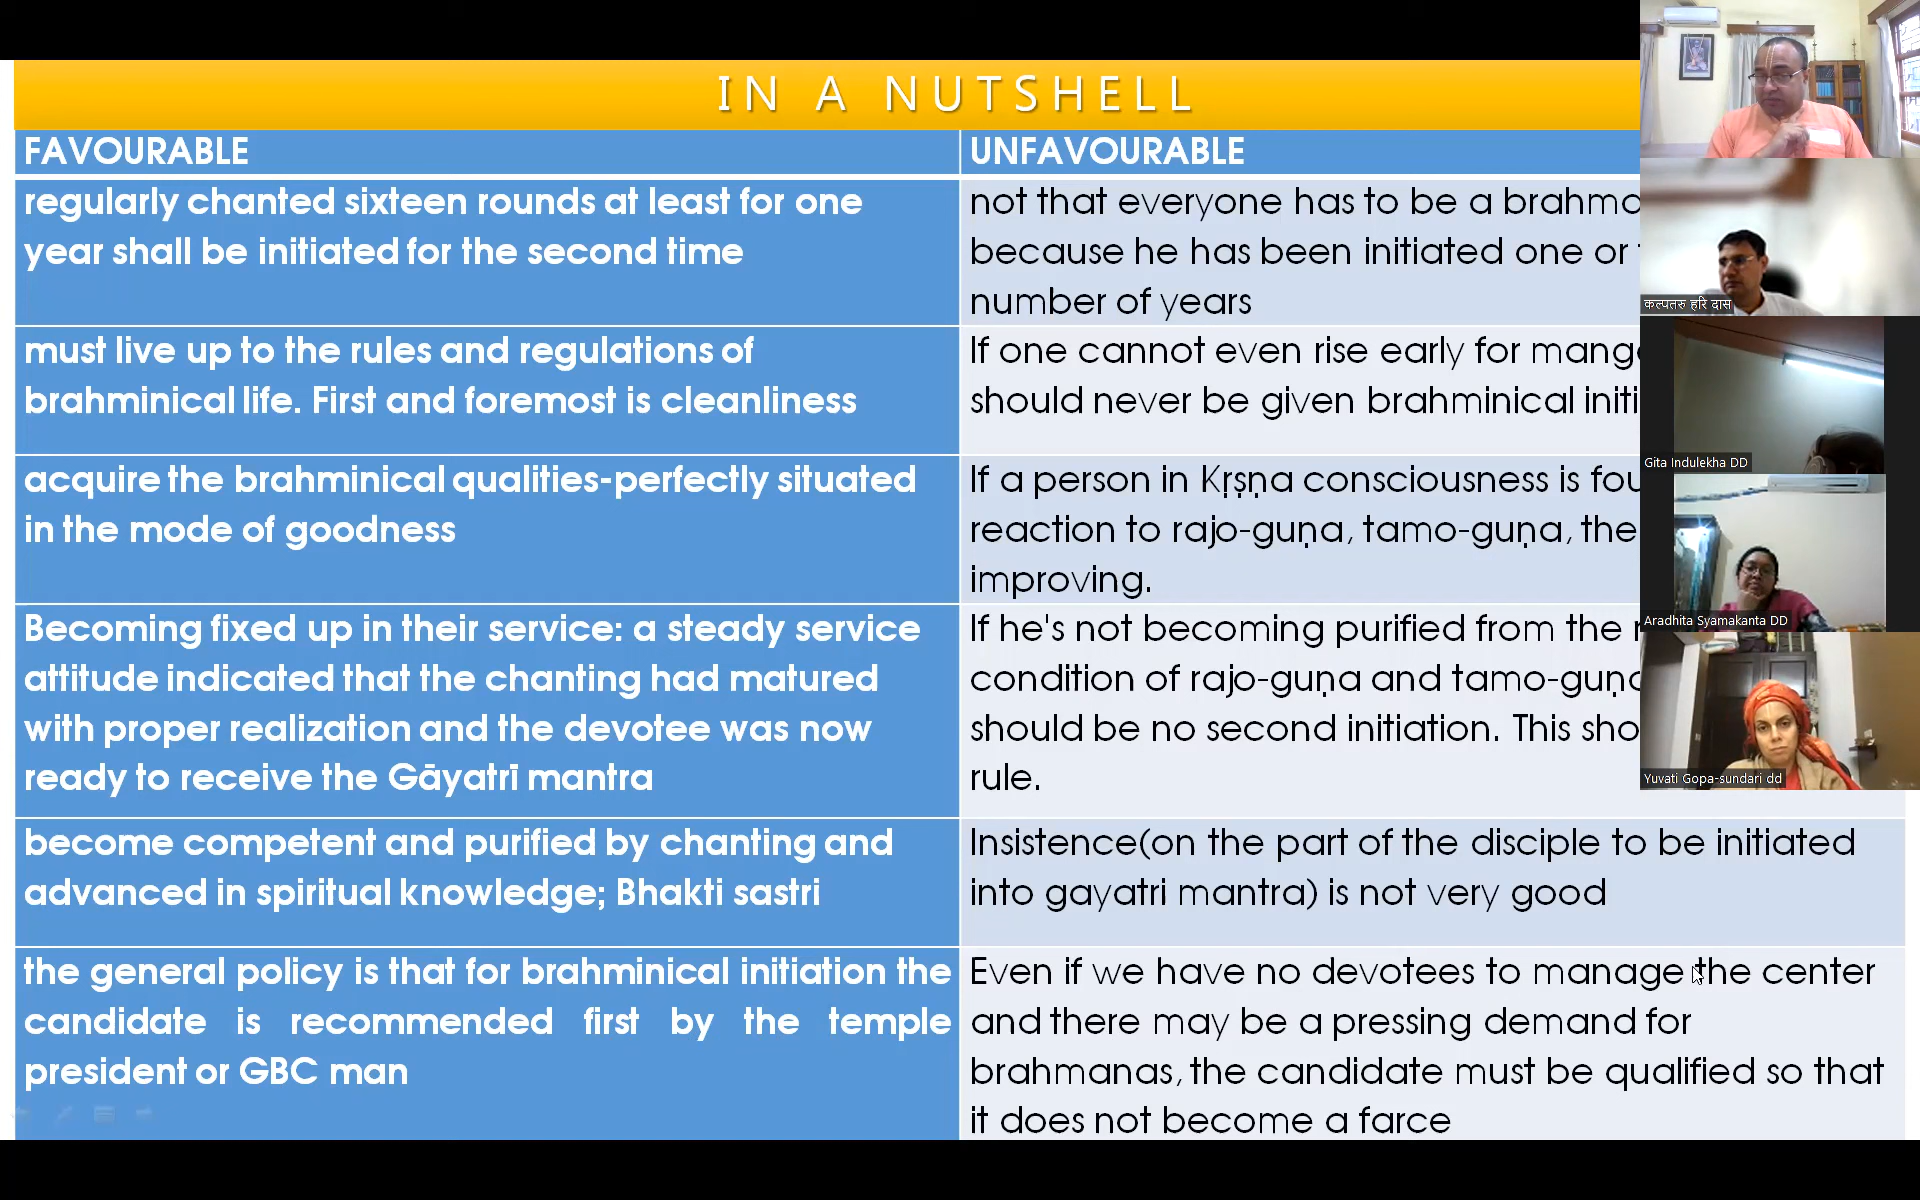 IN A NUTSHELL
FAVOURABLE
UNFAVOURABLE
regularly chanted sixteen rounds at least for one
year shall be initiated for the second time
not that everyone has to be a brahma
because he has been initiated one or
number of years
must live up to the rules and regulations of
brahminical life. First and foremost is cleanliness
If one cannot even rise early for mang
should never be given brahminical initi
acquire the brahminical qualities-perfectly situated
in the mode of goodness
If a person in Kṛṣṇa consciousness is fou
reaction to rajo-guṇa, tamo-guṇa, the
improving.
Becoming fixed up in their service: a steady service
attitude indicated that the chanting had matured
with proper realization and the devotee was now
ready to receive the Gāyatrī mantra
If he's not becoming purified from the
condition of rajo-guṇa and tamo-guṇa
should be no second initiation. This sho
rule.
become competent and purified by chanting and
advanced in spiritual knowledge; Bhakti sastri
Insistence(on the part of the disciple to be initiated
into gayatri mantra) is not very good
the general policy is that for brahminical initiation the
candidate is recommended first by the temple
president or GBC man
Even if we have no devotees to manage the center
and there may be a pressing demand for
brahmanas, the candidate must be qualified so that
it does not become a farce
कल्पतरु हरि दास
Gita Indulekha DD
Aradhita Syamakanta DD
Yuvati Gopa-sundari dd